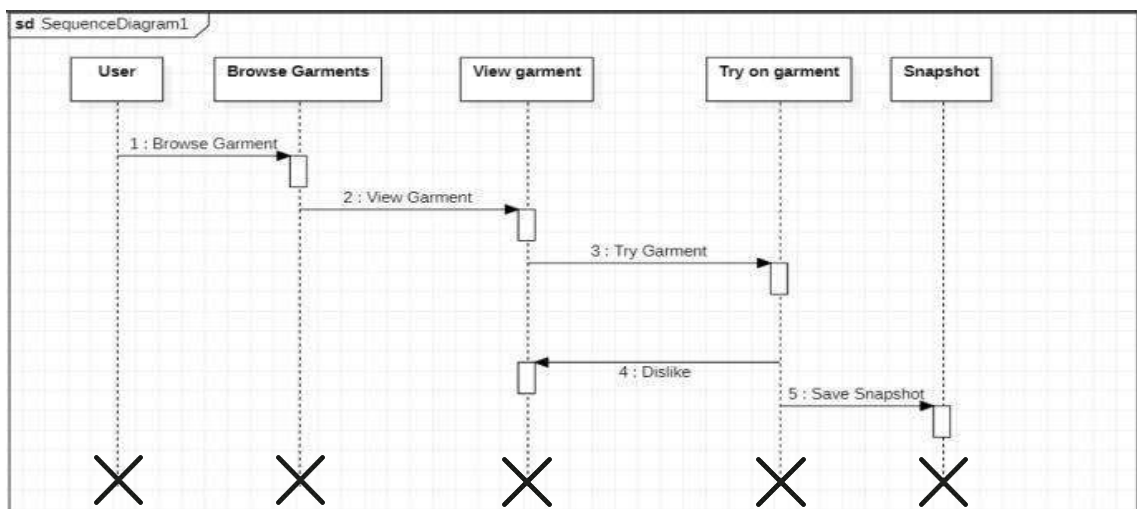 sd SequenceDiagram1
User
Browse Garments
View garment
Try on garment
Snapshot
1 : Browse Garment
2 : View Garment
3 : Try Garment
4 : Dislike
5 : Save Snapshot